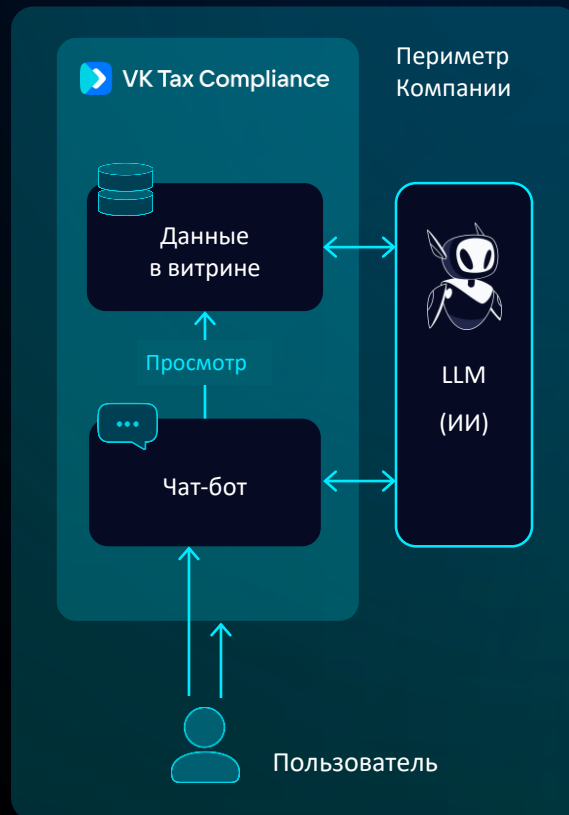 VK Tax Compliance
Периметр
Компании
Данные
в витрине
Просмотр
LLM
(ИИ)
Чат-бот
Пользователь